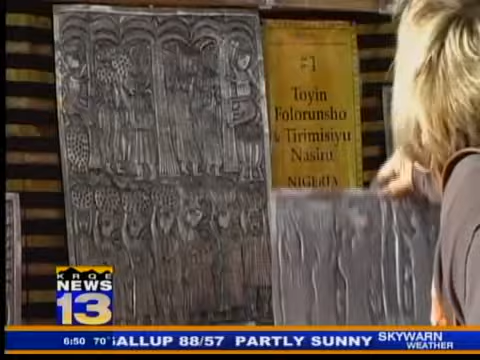 #1
Toyin
Folorunsho
& Tirimisiyu
Nasiru
NIGERIA
KRQE
NEWS
13
6:50 70° GALLUP 88/57 PARTLY SUNNY SKYWARN
WEATHER